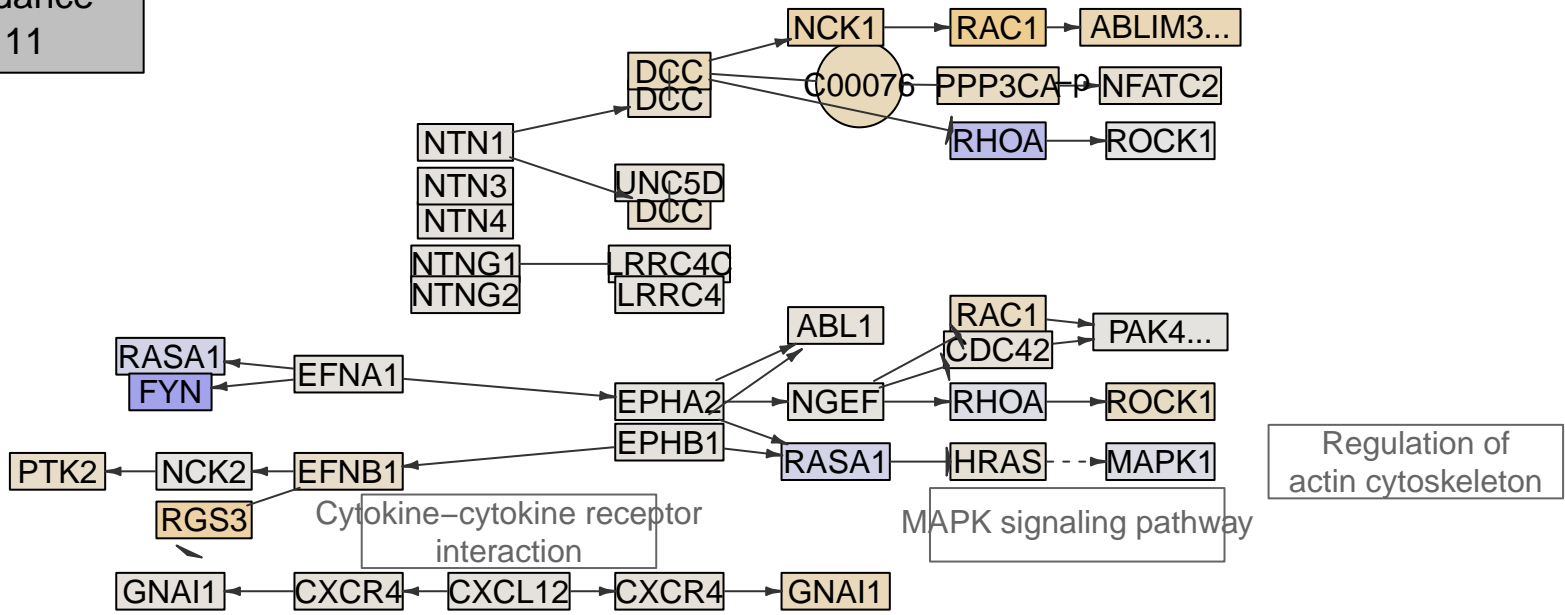 11
NCK1
RAC1
ABLIM3...
DCC
DCC
C00076
PPP3CA
–p
NFATC2
NTN1
RHOA
ROCK1
NTN3
UNC5D
NTN4
DCC
NTNG1
LRRC4C
NTNG2
LRRC4
ABL1
RAC1
PAK4...
RASA1
CDC42
EFNA1
FYN
EPHA2
NGEF
RHOA
ROCK1
EPHB1
RASA1
HRAS
MAPK1
Regulation of
actin cytoskeleton
PTK2
NCK2
EFNB1
RGS3
Cytokine–cytokine receptor
interaction
MAPK signaling pathway
GNAI1
CXCR4
CXCL12
CXCR4
GNAI1